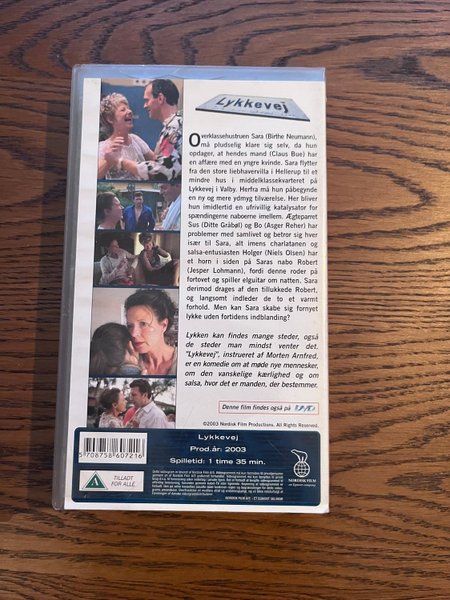 Lykkevej
Overklassehustruen Sara (Birthe Neumann),
må pludselig klare sig selv, da hun
opdager, at hendes mand (Claus Bue) har
en affære med en yngre kvinde. Sara flytter
fra den store liebhavervilla i Hellerup til et
mindre hus i middelklassekvarteret på
Lykkevej i Valby. Herfra må hun påbegynde
en ny og mere ydmyg tilværelse. Her bliver
hun imidlertid en ufrivillig katalysator for
spændingerne naboerne imellem. Ægteparret
Sus (Ditte Gråbøl) og Bo (Asger Reher) har
problemer med samlivet og betror sig hver
især til Sara, alt imens charlatanen og
salsa-entusiasten Holger (Niels Olsen) har
et horn i siden på Saras nabo Robert
(Jesper Lohmann), fordi denne roder på
fortovet og spiller elguitar om natten. Sara
derimod drages af den tillukkede Robert,
og langsomt indleder de to et varmt
forhold. Men kan Sara skabe sig fornyet
lykke uden fortidens indblanding?
Lykken kan findes mange steder, også
de steder man mindst venter det.
"Lykkevej", instrueret af Morten Arnfred,
er en komedie om at møde nye mennesker,
om den vanskelige kærlighed og om
salsa, hvor det er manden, der bestemmer.
Denne film findes også på DVD
©2003 Nordisk Film Productions. All Rights Reserved.
5 708758 607216
Lykkevej
Prod.år: 2003
Spilletid: 1 time 35 min.
A
TILLADT
FOR ALLE
NORDISK FILM